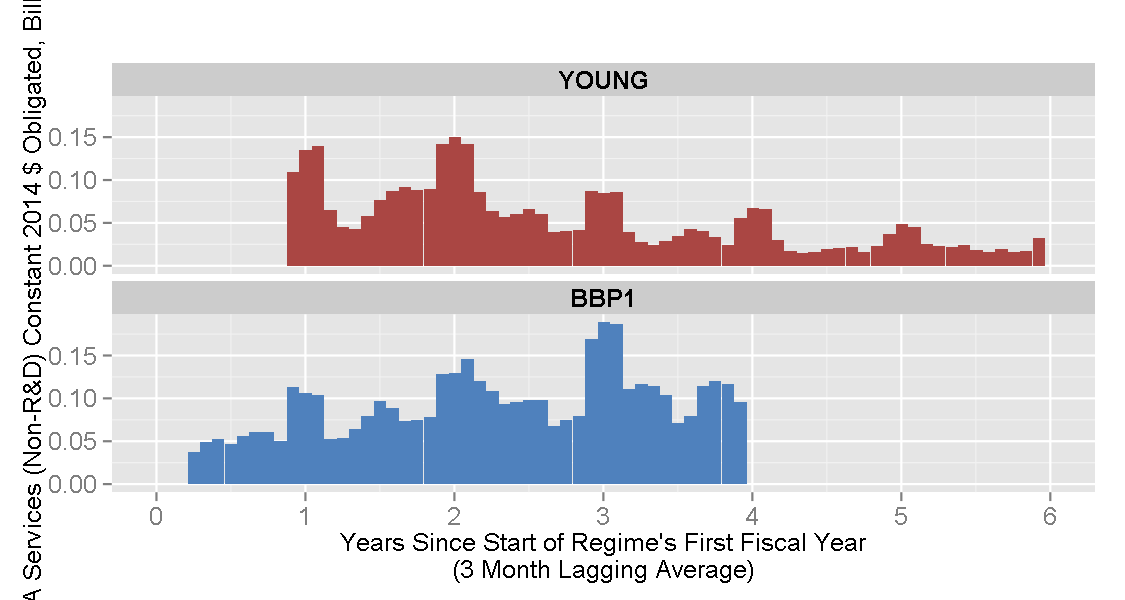 A Services (Non-R&D) Constant 2014 $ Obligated, Bill
YOUNG
0.15
0.10
0.05
0.00
BBP1
0.15
0.10
0.05
0.00
0 1 2 3 4 5 6
Years Since Start of Regime's First Fiscal Year
(3 Month Lagging Average)